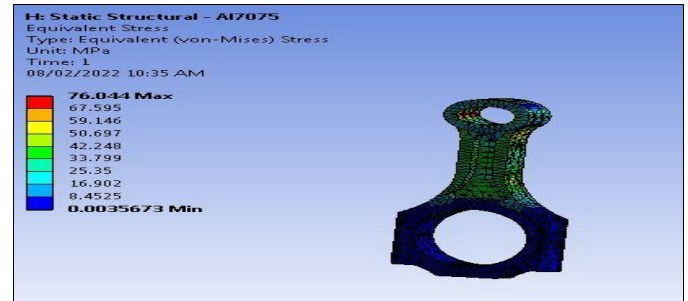 H: Static Structural - Al7075
Equivalent Stress
Type: Equivalent (von-Mises) Stress
Unit: MPa
Time: 1
08/02/2022 10:35 AM
76.044 Max
67.595
59.146
50.697
42.248
33.799
25.35
16.902
8.4525
0.0035673 Min